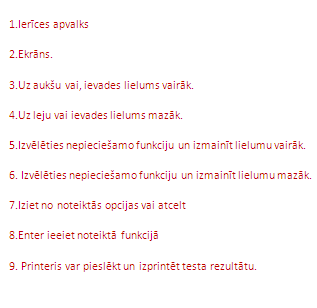 1.Ierīces apvalks
2.Ekrāns.
3.Uz aukšu vai, ievades lielums vairāk.
4.Uz leju vai ievades lielums mazāk.
5.Izvēlēties nepieciešamo funkciju un izmainīt lielumu vairāk.
6. Izvēlēties nepieciešamo funkciju un izmainīt lielumu mazāk.
7.Iziet no noteiktās opcijas vai atcelt
8.Enter ieeiet noteiktā funkcijā
9. Printeris var pieslēkt un izprintēt testa rezultātu.